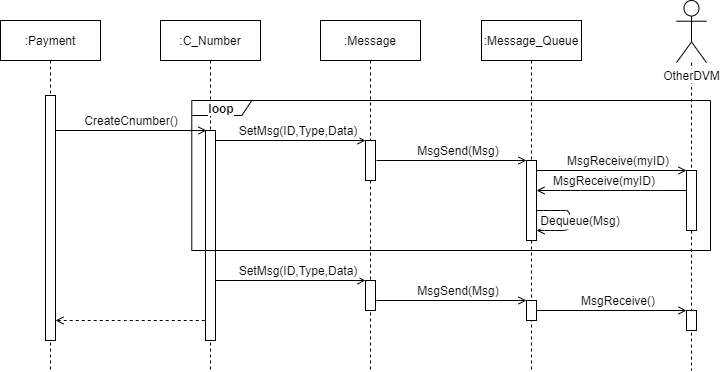 :Payment
:C_Number
:Message
:Message_Queue
OtherDVM
loop
CreateCnumber()
SetMsg(ID,Type,Data)
MsgSend(Msg)
MsgReceive(myID)
MsgReceive(myID)
Dequeue(Msg)
SetMsg(ID,Type,Data)
MsgSend(Msg)
MsgReceive()